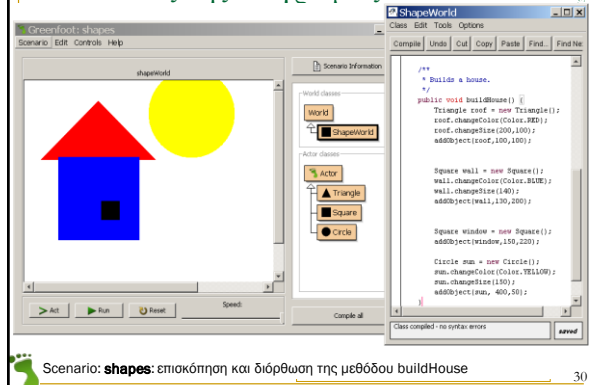 Greenfoot: shapes
Scenario Edit Controls Help
shapeWorld
Scenario Information
World classes
World
ShapeWorld
Actor classes
Actor
Triangle
Square
Circle
Act
Run
Reset
Speed:
Compile all
ShapeWorld
Class Edit Tools Options
Compile Undo Cut Copy Paste Find... Find Ne
/**
* Builds a house.
*/
public void buildHouse() {
Triangle roof = new Triangle();
roof.changeColor(Color.RED);
roof.changeSize(200,100);
addObject(roof,100,100);
Square wall = new Square();
wall.changeColor(Color.BLUE);
wall.changeSize(140);
addObject(wall,130,200);
Square window = new Square();
addObject(window,150,220);
Circle sun = new Circle();
sun.changeColor(Color.YELLOW);
sun.changeSize(150);
addObject(sun, 400,50);
}
Class compiled - no syntax errors
saved
Scenario: shapes: επισκόπηση και διόρθωση της μεθόδου buildHouse
30